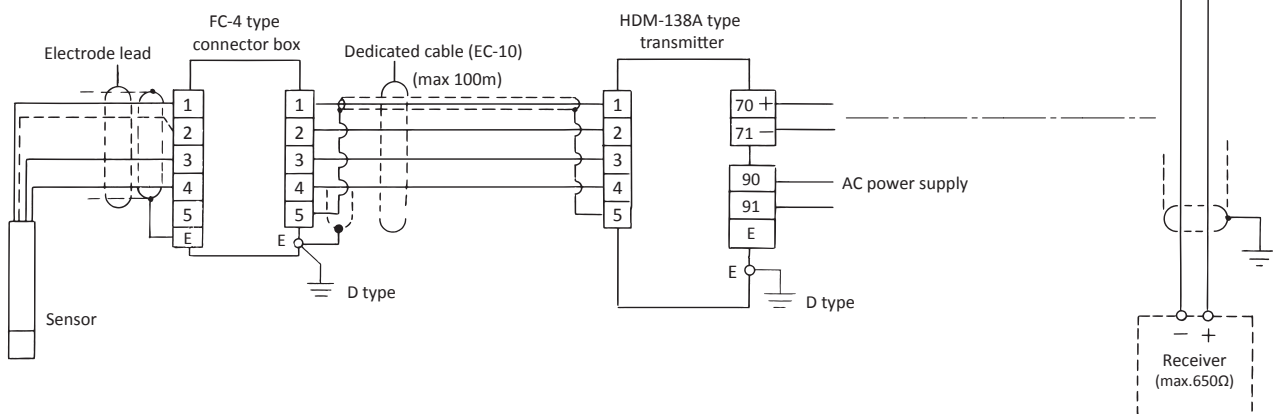 FC-4 type
connector box
Electrode lead
Dedicated cable (EC-10)
(max 100m)
HDM-138A type
transmitter
1
2
3
4
5
E
1
2
3
4
5
E
D type
1
2
3
4
5
70 +
71 −
90
91
E
AC power supply
E
D type
Sensor
− +
Receiver
(max.650Ω)